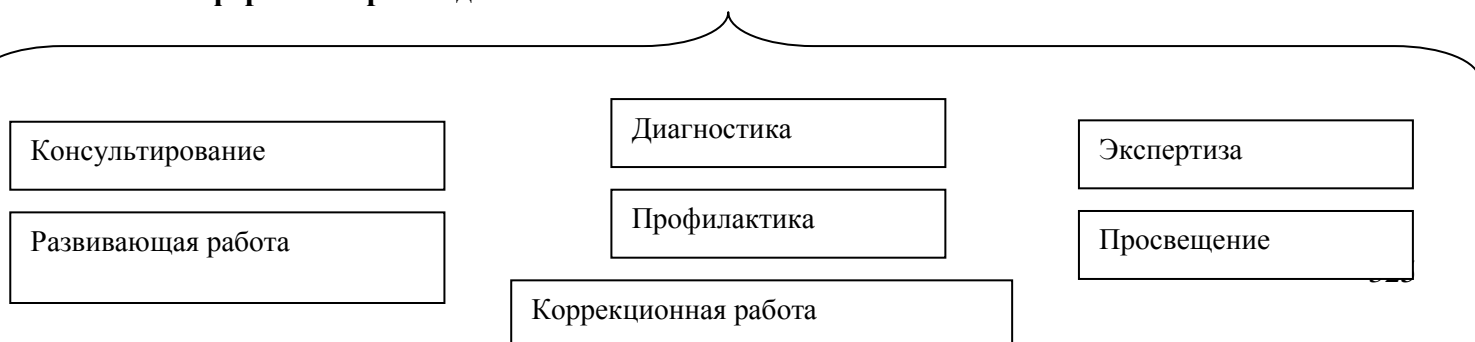 Консультирование
Диагностика
Экспертиза
Развивающая работа
Профилактика
Просвещение
Коррекционная работа